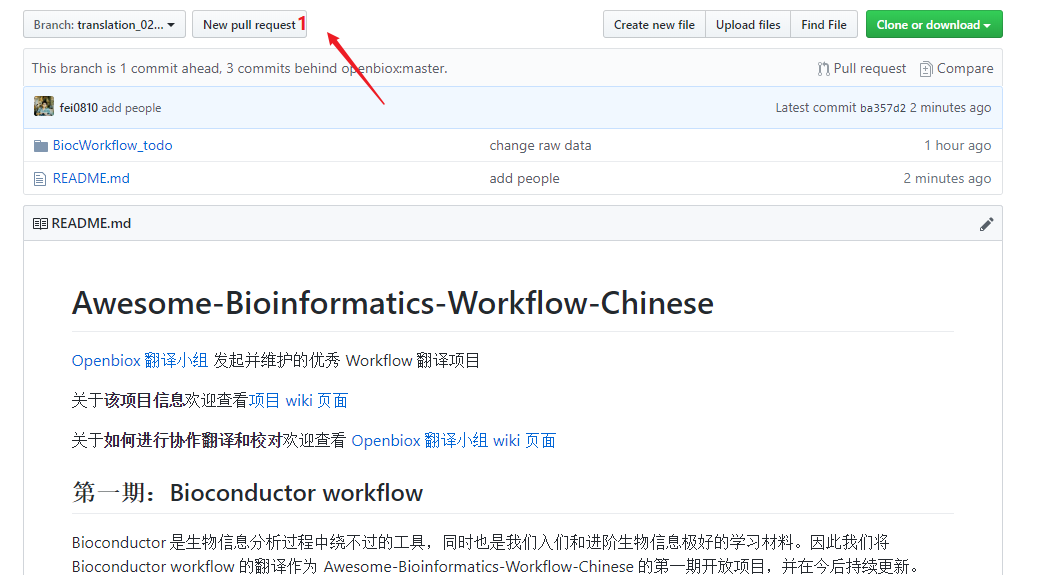 Branch: translation_02... New pull request 1 Create new file Upload files Find File Clone or download
This branch is 1 commit ahead, 3 commits behind openbiox:master. Pull request Compare
fei0810 add people Latest commit ba357d2 2 minutes ago
BiocWorkflow_todo change raw data 1 hour ago
README.md add people 2 minutes ago
README.md
Awesome-Bioinformatics-Workflow-Chinese
Openbiox 翻译小组 发起并维护的优秀 Workflow 翻译项目
关于该项目信息欢迎查看项目 wiki 页面
关于如何进行协作翻译和校对欢迎查看 Openbiox 翻译小组 wiki 页面
第一期：Bioconductor workflow
Bioconductor 是生物信息分析过程中绕不过的工具，同时也是我们入们和进阶生物信息极好的学习材料。因此我们将
Bioconductor workflow 的翻译作为 Awesome-Bioinformatics-Workflow-Chinese 的第一期开放项目，并在今后持续更新。